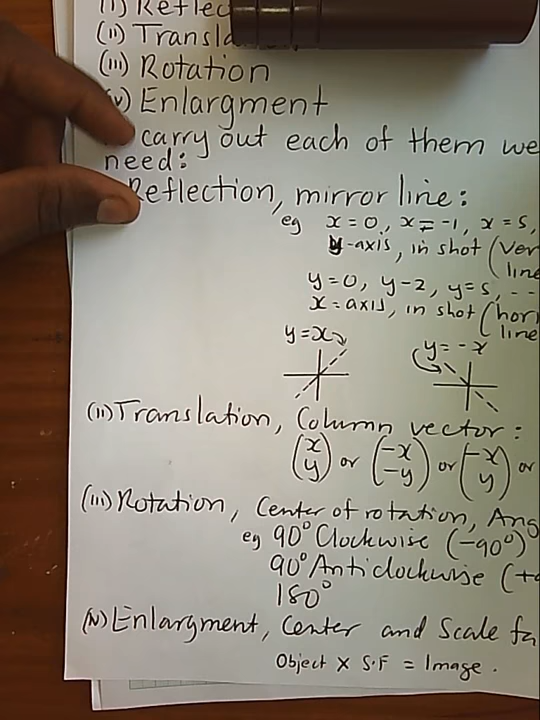 (i) Reflec
(ii) Transla
(iii) Rotation
(v) Enlargment
carry out each of them we
need:
Reflection, mirror line:
eg x=0, x=-1, x=5,
y-axis, in shot (ver
line
y=0, y-2, y=5, --
x=axis, in shot (hori
line
y=x
y=-x
(ii) Translation, Column vector:
(x y) or (-x -y) or (-x y) or
(iii) Rotation, Center of rotation, Ang
eg 90° Clockwise (-90°)
90° Anticlockwise (+
180°
(iv) Enlargment, Center and Scale fa
Object x S.F = Image.